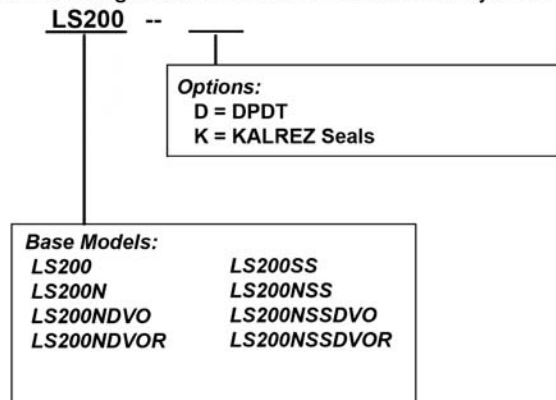 LS200 --
Options:
D = DPDT
K = KALREZ Seals
Base Models:
LS200 LS200SS
LS200N LS200NSS
LS200NDVO LS200NSSDVO
LS200NDVOR LS200NSSDVOR